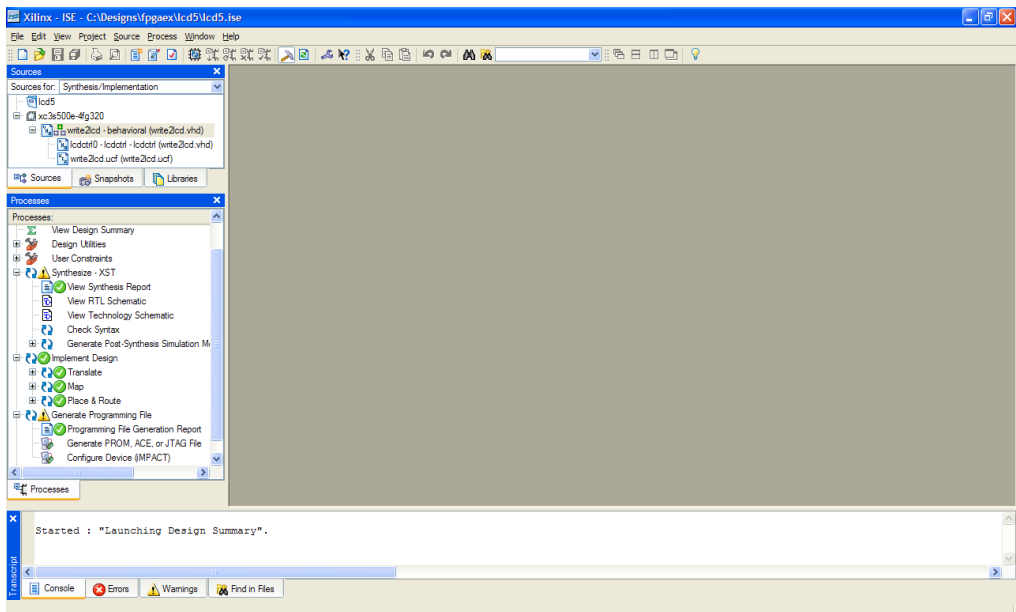 Xilinx - ISE - C:\Designs\fpgaex\lcd5\lcd5.ise
File Edit View Project Source Process Window Help
Sources
Sources for: Synthesis/Implementation
lcd5
xc3s500e-4fg320
write2lcd - behavioral (write2lcd.vhd)
lcdctrl0 - lcdctrl - lcdctrl (write2lcd.vhd)
write2lcd.ucf (write2lcd.ucf)
Sources Snapshots Libraries
Processes
Processes:
View Design Summary
Design Utilities
User Constraints
Synthesize - XST
View Synthesis Report
View RTL Schematic
View Technology Schematic
Check Syntax
Generate Post-Synthesis Simulation M
Implement Design
Translate
Map
Place & Route
Generate Programming File
Programming File Generation Report
Generate PROM, ACE, or JTAG File
Configure Device (iMPACT)
Processes
Started : "Launching Design Summary".
Transcript
Console Errors Warnings Find in Files